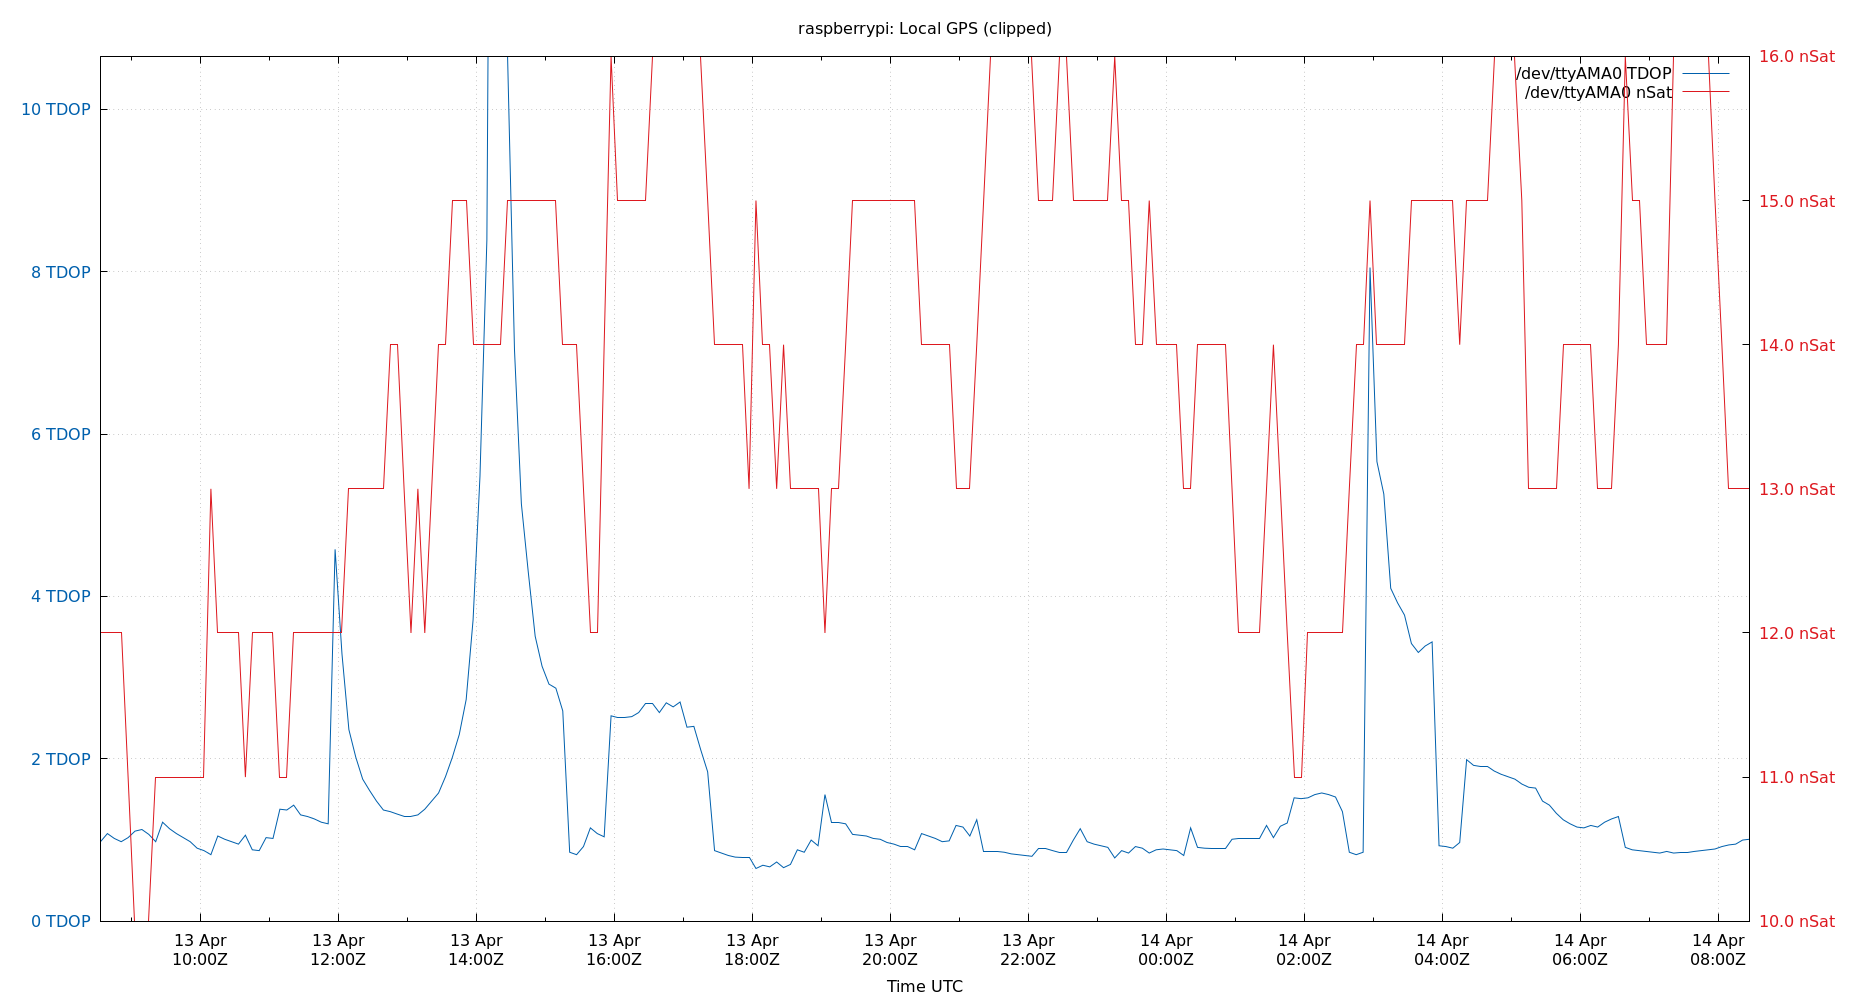 raspberrypi: Local GPS (clipped)
/dev/ttyAMA0 TDOP
/dev/ttyAMA0 nSat
10 TDOP
8 TDOP
6 TDOP
4 TDOP
2 TDOP
0 TDOP
16.0 nSat
15.0 nSat
14.0 nSat
13.0 nSat
12.0 nSat
11.0 nSat
10.0 nSat
13 Apr
10:00Z
13 Apr
12:00Z
13 Apr
14:00Z
13 Apr
16:00Z
13 Apr
18:00Z
13 Apr
20:00Z
13 Apr
22:00Z
14 Apr
00:00Z
14 Apr
02:00Z
14 Apr
04:00Z
14 Apr
06:00Z
14 Apr
08:00Z
Time UTC